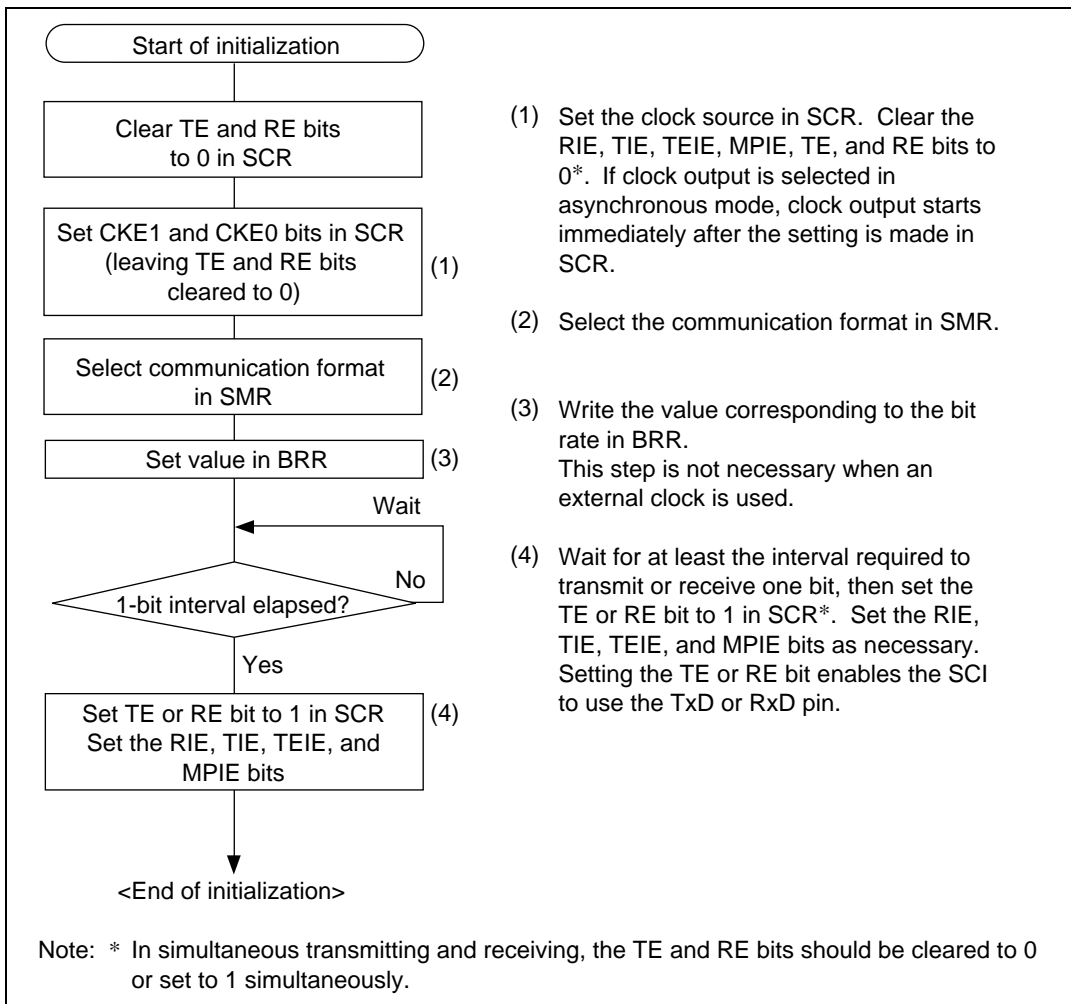 Start of initialization
Clear TE and RE bits
to 0 in SCR
Set CKE1 and CKE0 bits in SCR
(leaving TE and RE bits
cleared to 0)
(1)
Select communication format
in SMR
(2)
Set value in BRR
(3)
Wait
No
1-bit interval elapsed?
Yes
Set TE or RE bit to 1 in SCR
Set the RIE, TIE, TEIE, and
MPIE bits
(4)
<End of initialization>
(1) Set the clock source in SCR. Clear the
RIE, TIE, TEIE, MPIE, TE, and RE bits to
0*. If clock output is selected in
asynchronous mode, clock output starts
immediately after the setting is made in
SCR.
(2) Select the communication format in SMR.
(3) Write the value corresponding to the bit
rate in BRR.
This step is not necessary when an
external clock is used.
(4) Wait for at least the interval required to
transmit or receive one bit, then set the
TE or RE bit to 1 in SCR*. Set the RIE,
TIE, TEIE, and MPIE bits as necessary.
Setting the TE or RE bit enables the SCI
to use the TxD or RxD pin.
Note: * In simultaneous transmitting and receiving, the TE and RE bits should be cleared to 0
or set to 1 simultaneously.